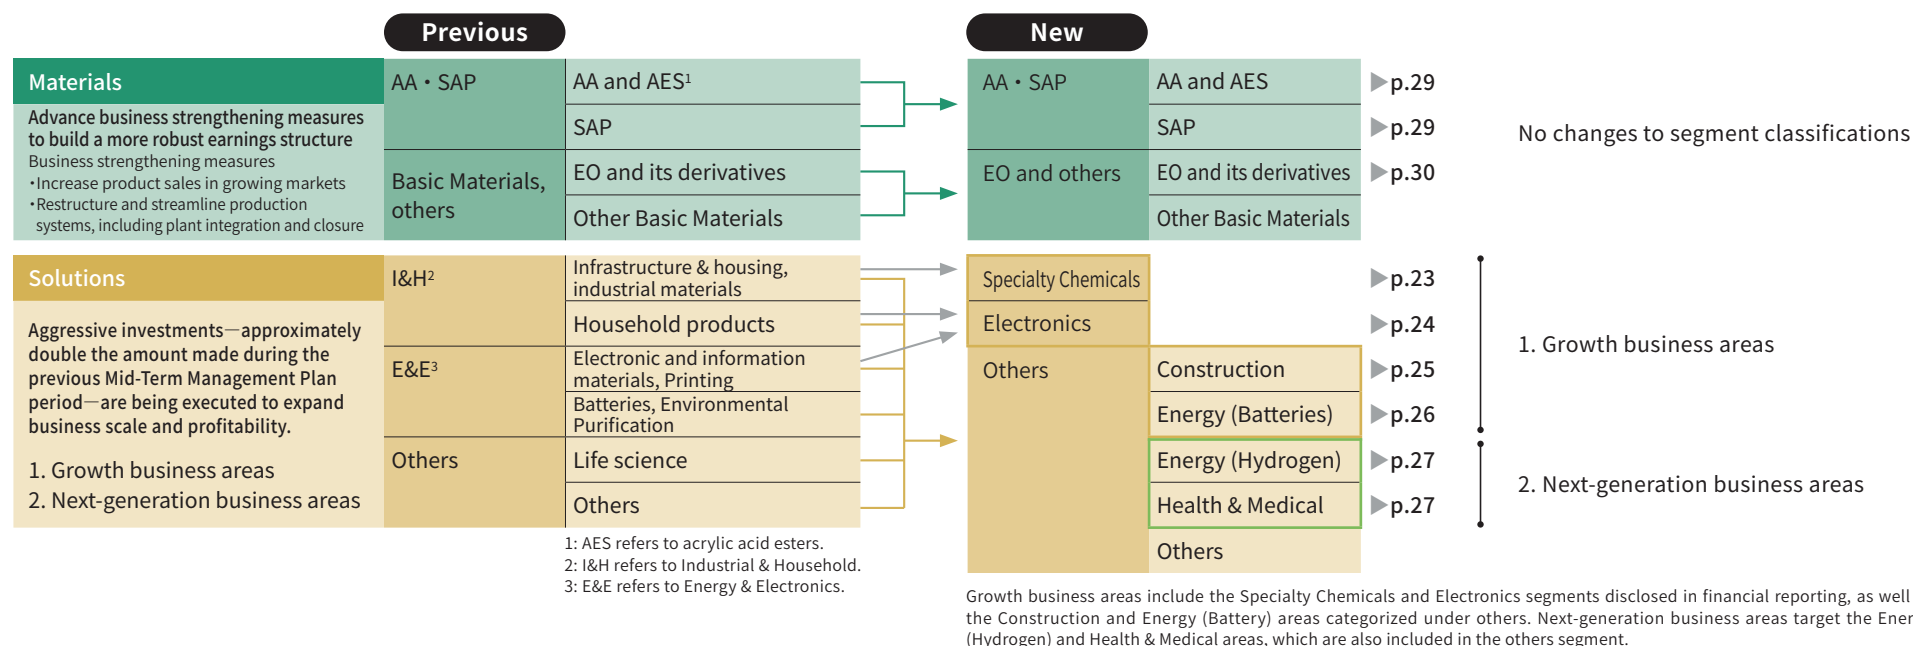 Previous
New
Materials
Advance business strengthening measures
to build a more robust earnings structure
Business strengthening measures
・Increase product sales in growing markets
・Restructure and streamline production
systems, including plant integration and closure
AA・SAP
AA and AES1
SAP
Basic Materials,
others
EO and its derivatives
Other Basic Materials
AA・SAP
AA and AES
▶p.29
SAP
▶p.29
EO and others
EO and its derivatives
▶p.30
Other Basic Materials
No changes to segment classifications
Solutions
Aggressive investments—approximately
double the amount made during the
previous Mid-Term Management Plan
period—are being executed to expand
business scale and profitability.
1. Growth business areas
2. Next-generation business areas
I&H2
Infrastructure & housing,
industrial materials
Household products
E&E3
Electronic and information
materials, Printing
Batteries, Environmental
Purification
Others
Life science
Others
Specialty Chemicals
▶p.23
Electronics
▶p.24
Others
Construction
▶p.25
Energy (Batteries)
▶p.26
Energy (Hydrogen)
▶p.27
Health & Medical
▶p.27
Others
1. Growth business areas
2. Next-generation business areas
1: AES refers to acrylic acid esters.
2: I&H refers to Industrial & Household.
3: E&E refers to Energy & Electronics.
Growth business areas include the Specialty Chemicals and Electronics segments disclosed in financial reporting, as well
the Construction and Energy (Battery) areas categorized under others. Next-generation business areas target the Ener
(Hydrogen) and Health & Medical areas, which are also included in the others segment.